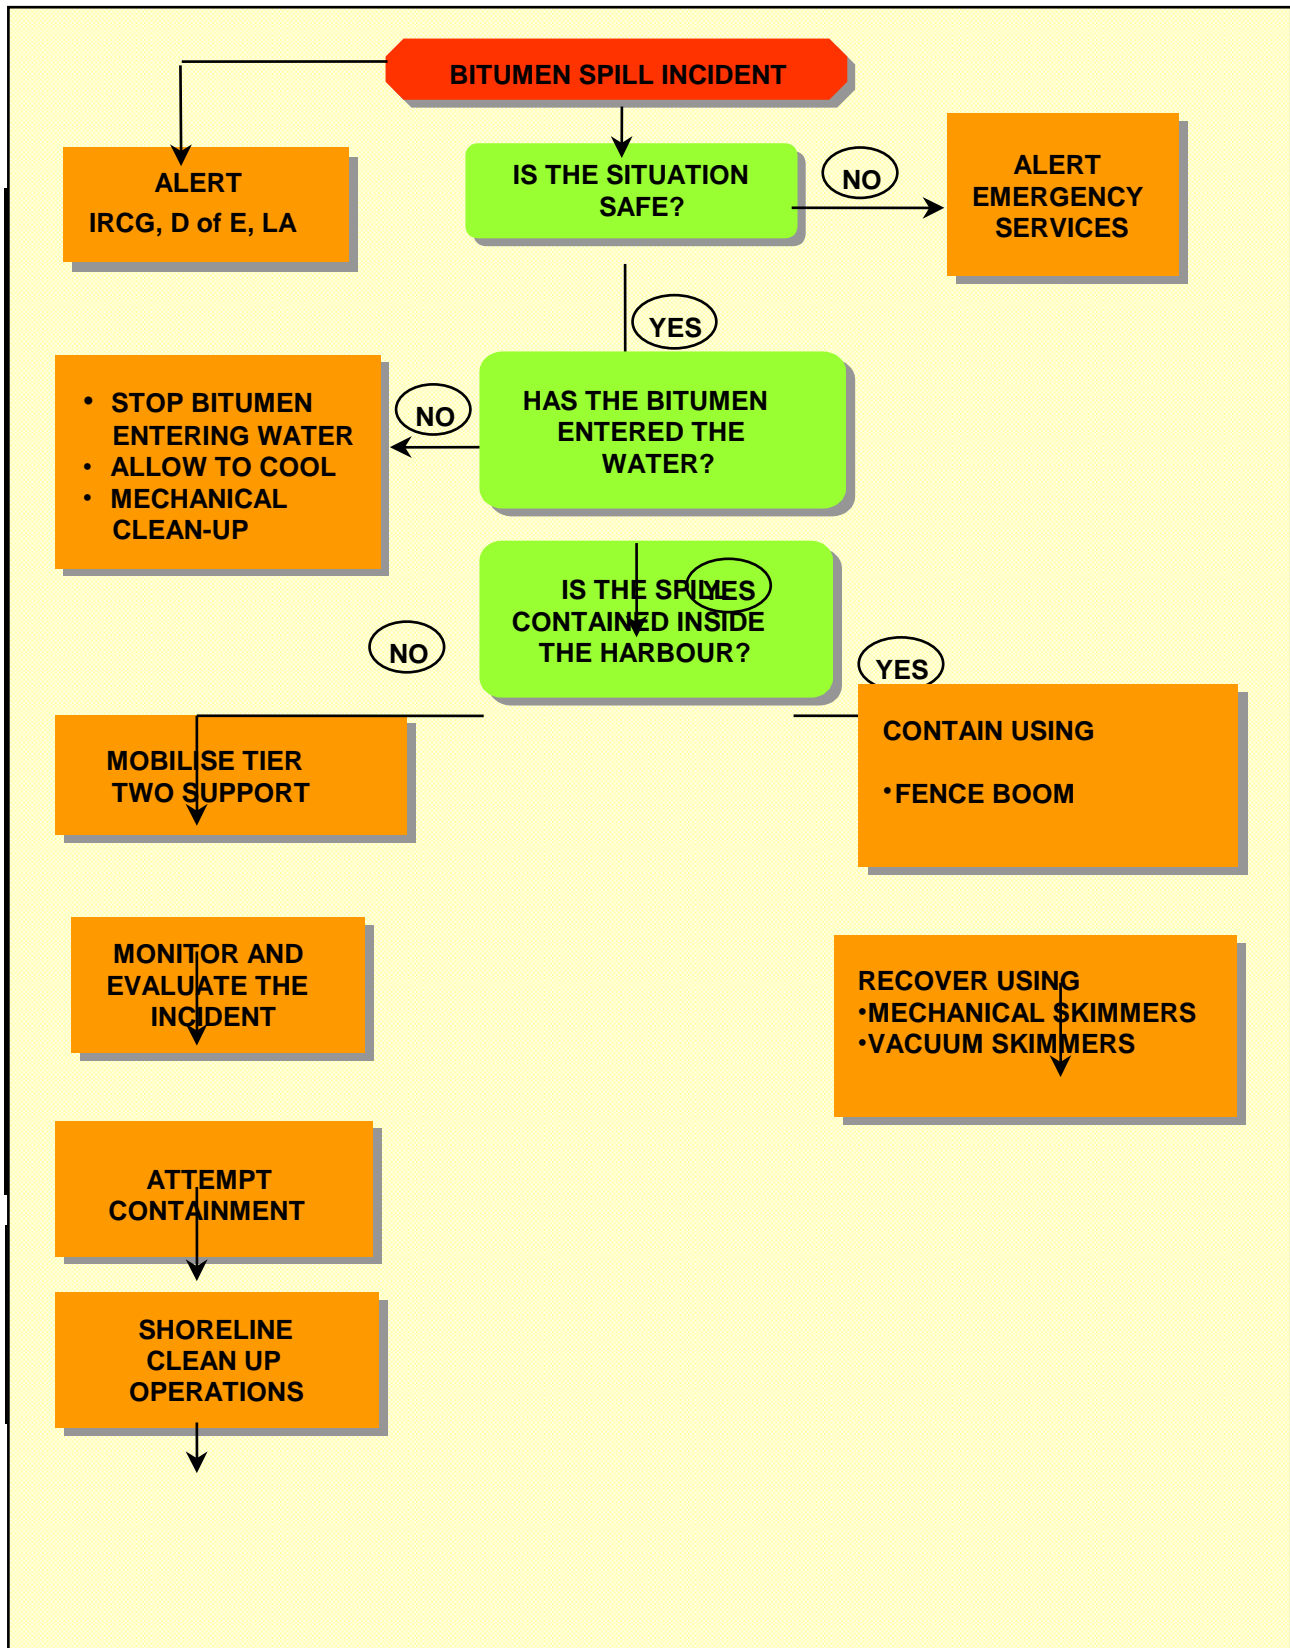 BITUMEN SPILL INCIDENT
ALERT
IRCG, D of E, LA
IS THE SITUATION
SAFE?
NO
ALERT
EMERGENCY
SERVICES
YES
• STOP BITUMEN
ENTERING WATER
• ALLOW TO COOL
• MECHANICAL
CLEAN-UP
NO
HAS THE BITUMEN
ENTERED THE
WATER?
YES
IS THE SPILL
CONTAINED INSIDE
THE HARBOUR?
NO
YES
MOBILISE TIER
TWO SUPPORT
CONTAIN USING
•FENCE BOOM
MONITOR AND
EVALUATE THE
INCIDENT
RECOVER USING
•MECHANICAL SKIMMERS
•VACUUM SKIMMERS
ATTEMPT
CONTAINMENT
SHORELINE
CLEAN UP
OPERATIONS